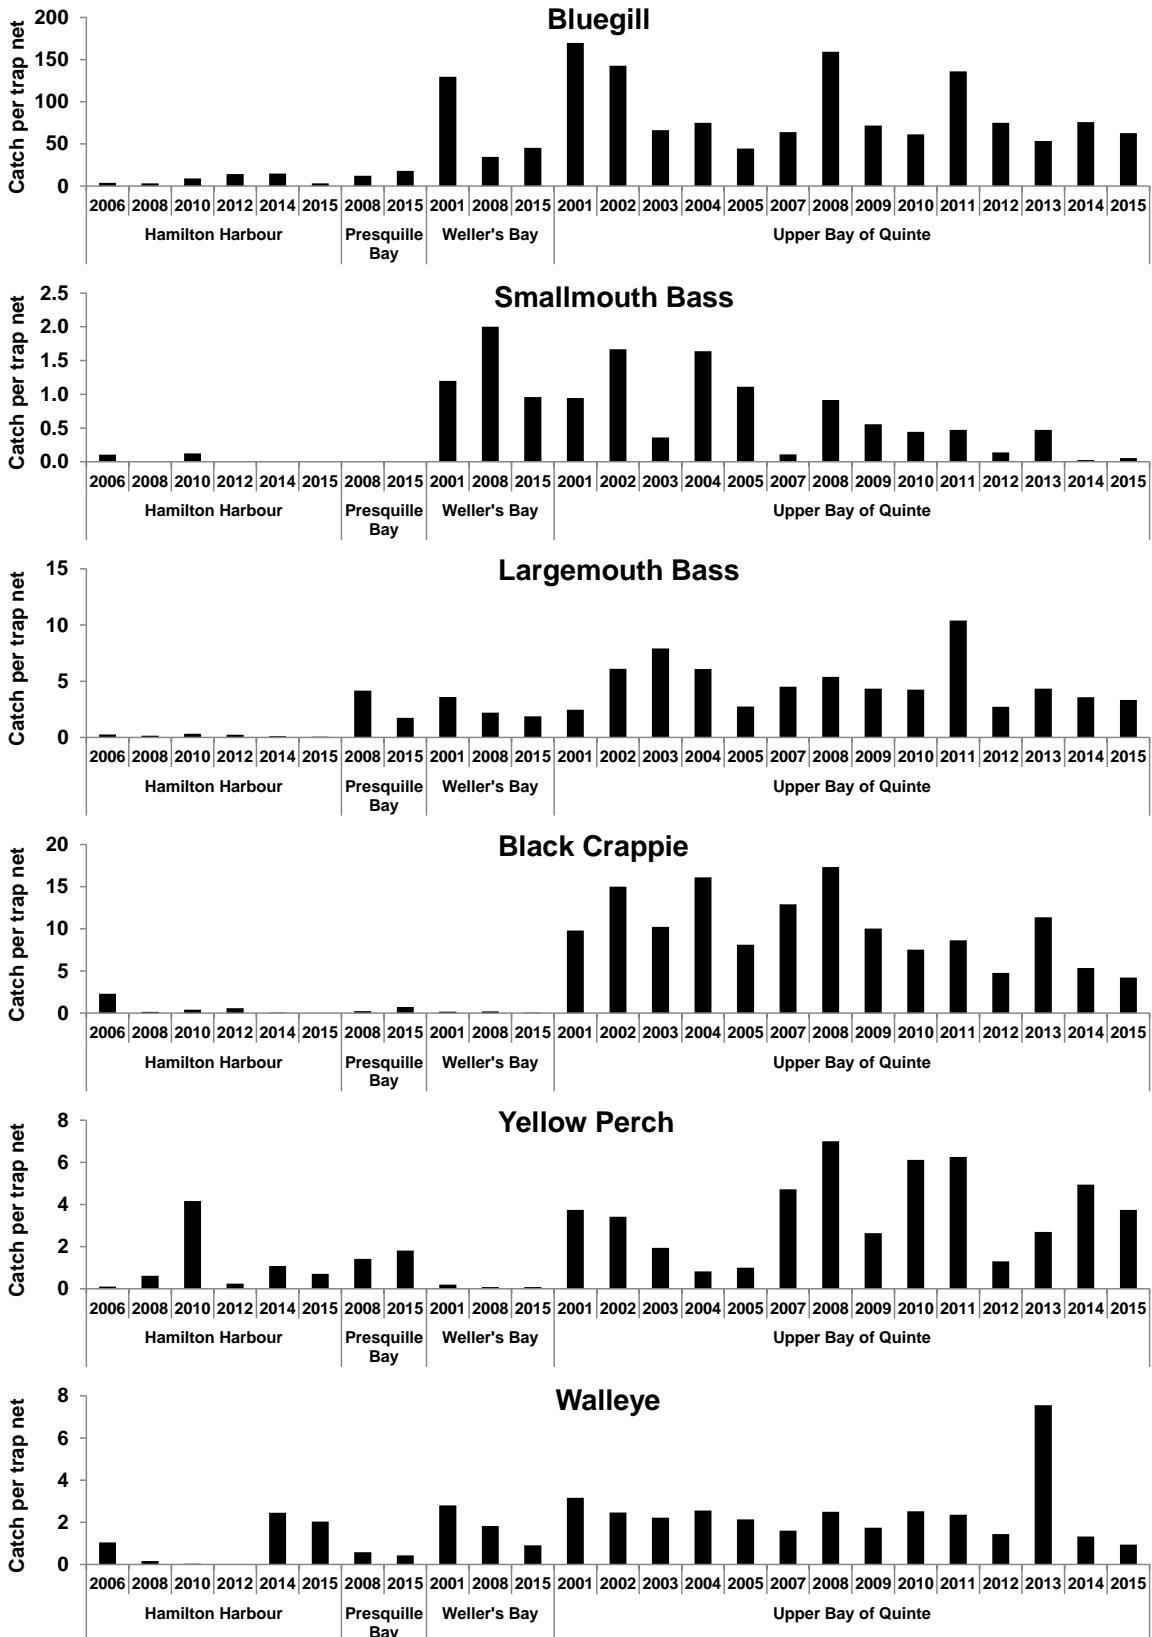 Bluegill
Catch per trap net
200
150
100
50
0
2006 2008 2010 2012 2014 2015 2008 2015 2001 2008 2015 2001 2002 2003 2004 2005 2007 2008 2009 2010 2011 2012 2013 2014 2015
Hamilton Harbour Presquille Weller's Bay Upper Bay of Quinte
Bay
Smallmouth Bass
Catch per trap net
2.5
2.0
1.5
1.0
0.5
0.0
2006 2008 2010 2012 2014 2015 2008 2015 2001 2008 2015 2001 2002 2003 2004 2005 2007 2008 2009 2010 2011 2012 2013 2014 2015
Hamilton Harbour Presquille Weller's Bay Upper Bay of Quinte
Bay
Largemouth Bass
Catch per trap net
15
10
5
0
2006 2008 2010 2012 2014 2015 2008 2015 2001 2008 2015 2001 2002 2003 2004 2005 2007 2008 2009 2010 2011 2012 2013 2014 2015
Hamilton Harbour Presquille Weller's Bay Upper Bay of Quinte
Bay
Black Crappie
Catch per trap net
20
15
10
5
0
2006 2008 2010 2012 2014 2015 2008 2015 2001 2008 2015 2001 2002 2003 2004 2005 2007 2008 2009 2010 2011 2012 2013 2014 2015
Hamilton Harbour Presquille Weller's Bay Upper Bay of Quinte
Bay
Yellow Perch
Catch per trap net
8
6
4
2
0
2006 2008 2010 2012 2014 2015 2008 2015 2001 2008 2015 2001 2002 2003 2004 2005 2007 2008 2009 2010 2011 2012 2013 2014 2015
Hamilton Harbour Presquille Weller's Bay Upper Bay of Quinte
Bay
Walleye
Catch per trap net
8
6
4
2
0
2006 2008 2010 2012 2014 2015 2008 2015 2001 2008 2015 2001 2002 2003 2004 2005 2007 2008 2009 2010 2011 2012 2013 2014 2015
Hamilton Harbour Presquille Weller's Bay Upper Bay of Quinte
Bay